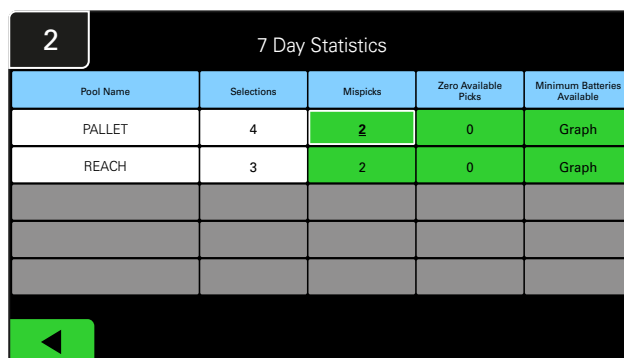 2
7 Day Statistics
Pool Name Selections Mispicks Zero Available Picks Minimum Batteries Available
PALLET 4 2 0 Graph
REACH 3 2 0 Graph